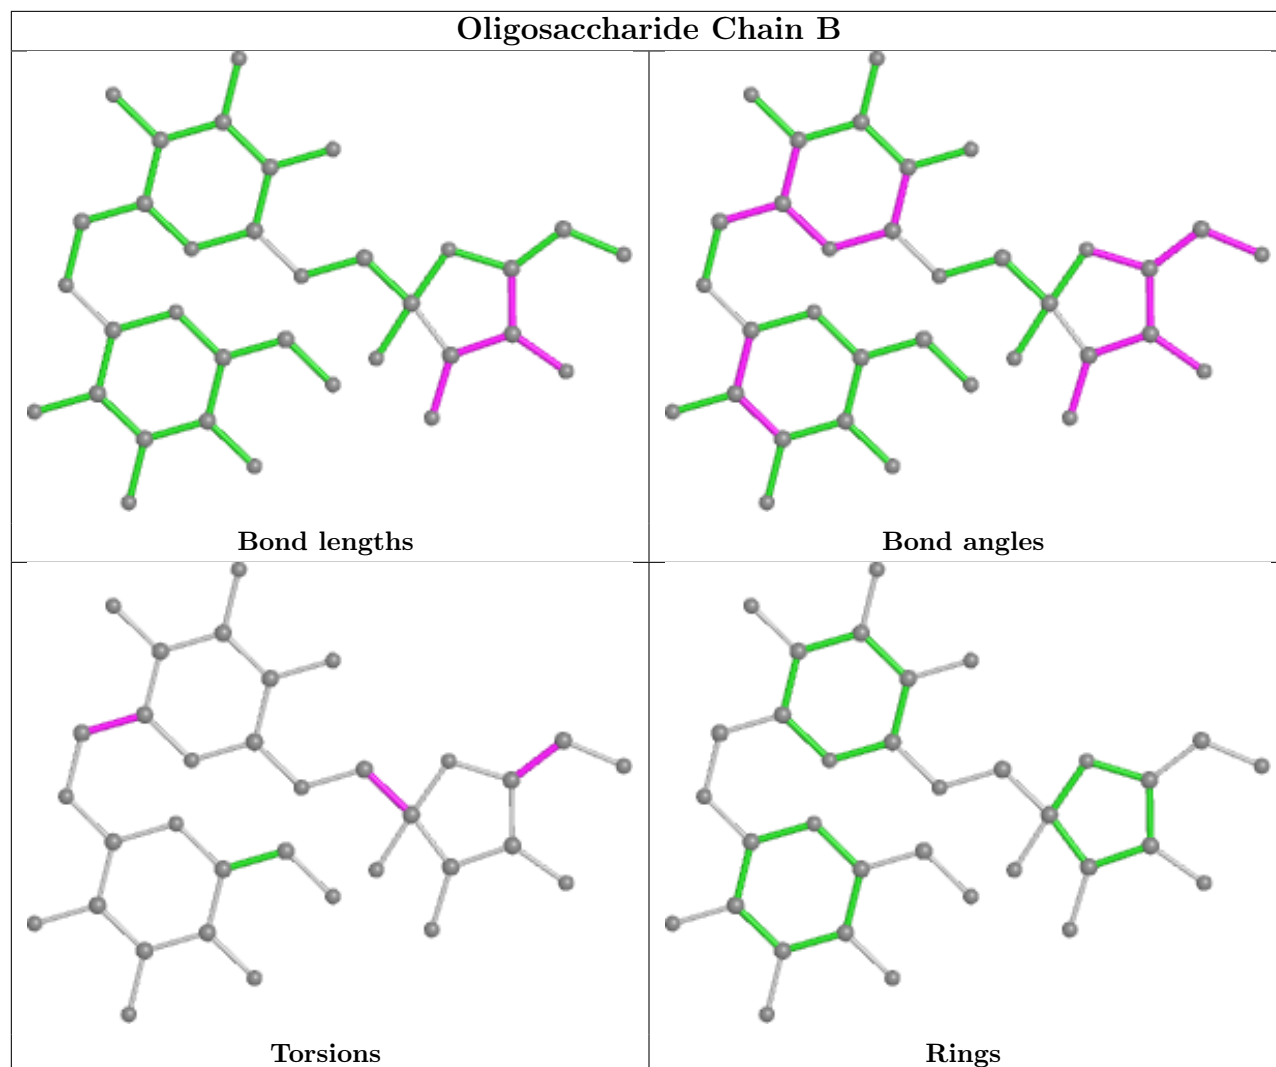 Oligosaccharide Chain B
Bond lengths
Bond angles
Torsions
Rings